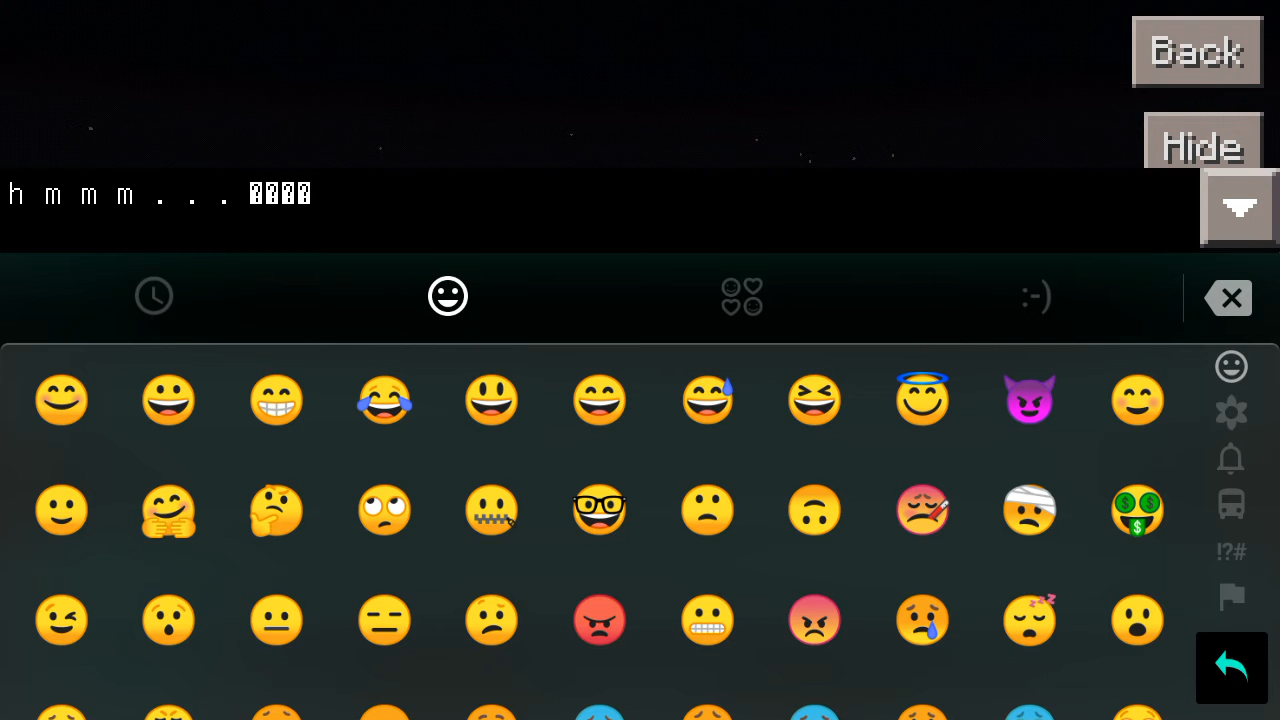 Back
Hide
h m m m . . . ����
:-)
!?#